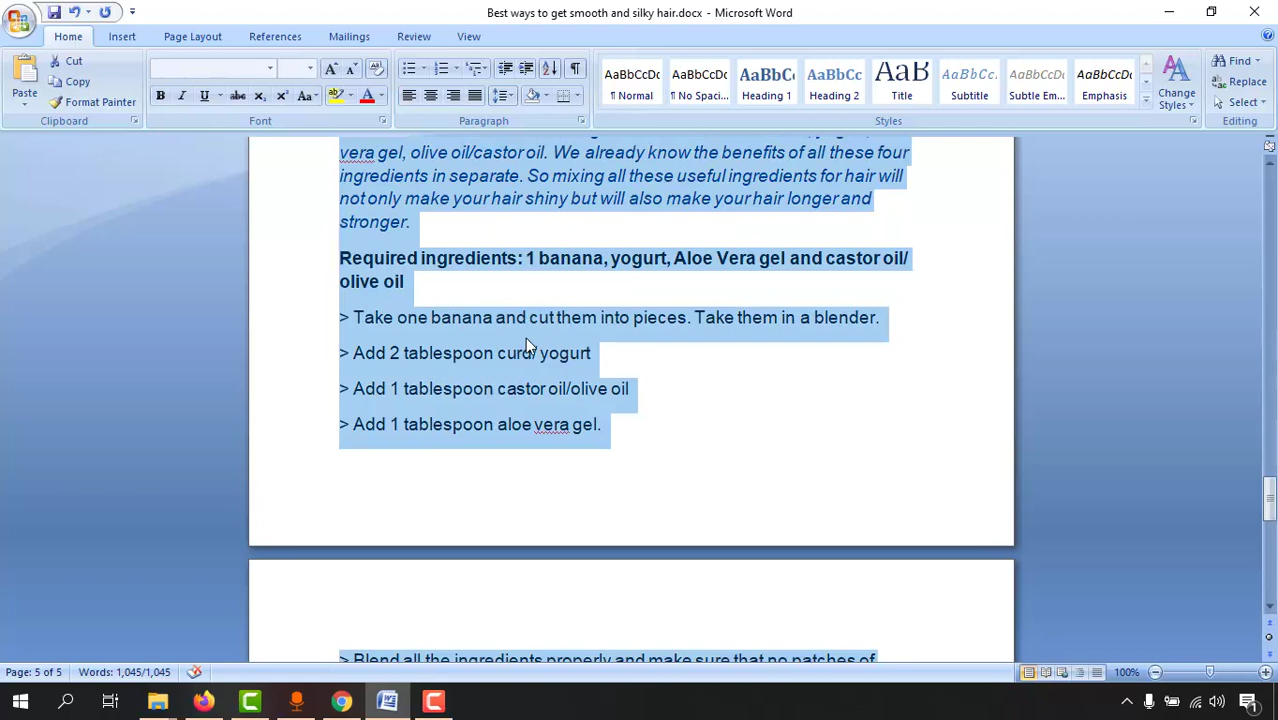 Best ways to get smooth and silky hair.docx - Microsoft Word
Home Insert Page Layout References Mailings Review View
Cut
Copy
Format Painter
Paste
Clipboard
Font
Paragraph
AaBbCcDc AaBbCcDc AaBbCc AaBbCc AaB AaBbCcL AaBbCcDc AaBbCcDc
¶ Normal ¶ No Spaci... Heading 1 Heading 2 Title Subtitle Subtle Em... Emphasis
Change Styles
Styles
Find
Replace
Select
Editing
vera gel, olive oil/castor oil. We already know the benefits of all these four
ingredients in separate. So mixing all these useful ingredients for hair will
not only make your hair shiny but will also make your hair longer and
stronger.
Required ingredients: 1 banana, yogurt, Aloe Vera gel and castor oil/
olive oil
> Take one banana and cut them into pieces. Take them in a blender.
> Add 2 tablespoon curd/ yogurt
> Add 1 tablespoon castor oil/olive oil
> Add 1 tablespoon aloe vera gel.
> Blend all the ingredients properly and make sure that no patches of
Page: 5 of 5 Words: 1,045/1,045 100%